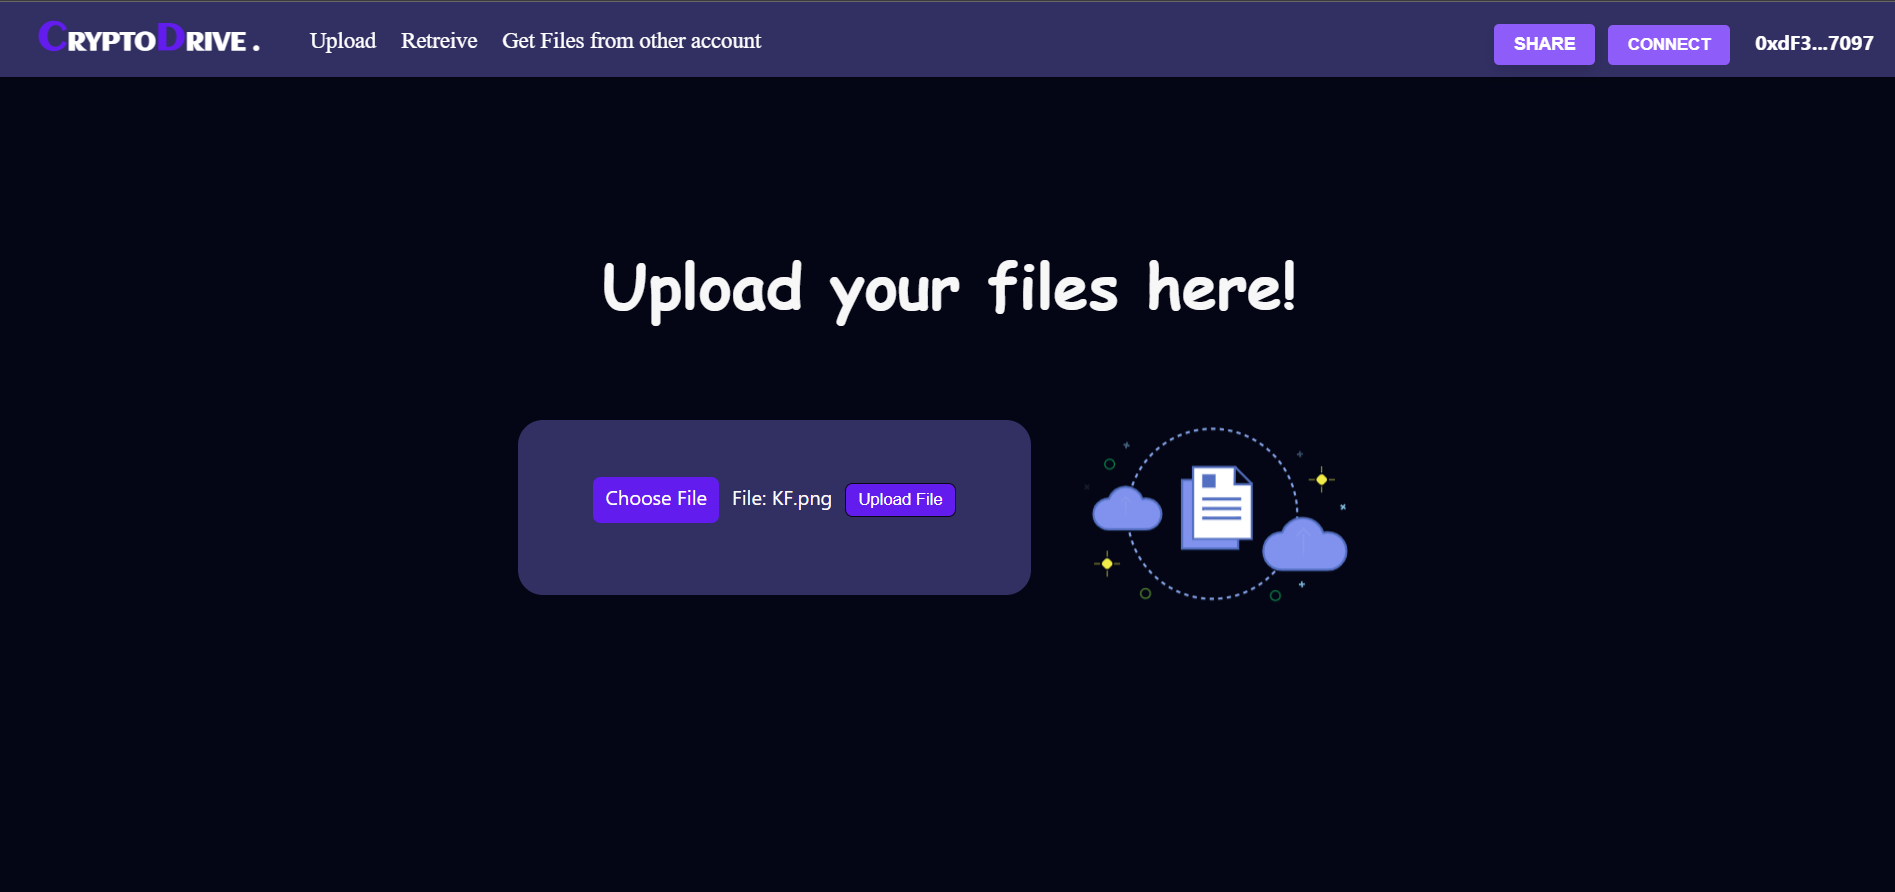 CRYPTODRIVE .
Upload Retreive Get Files from other account
SHARE CONNECT 0xdF3...7097
Upload your files here!
Choose File File: KF.png Upload File